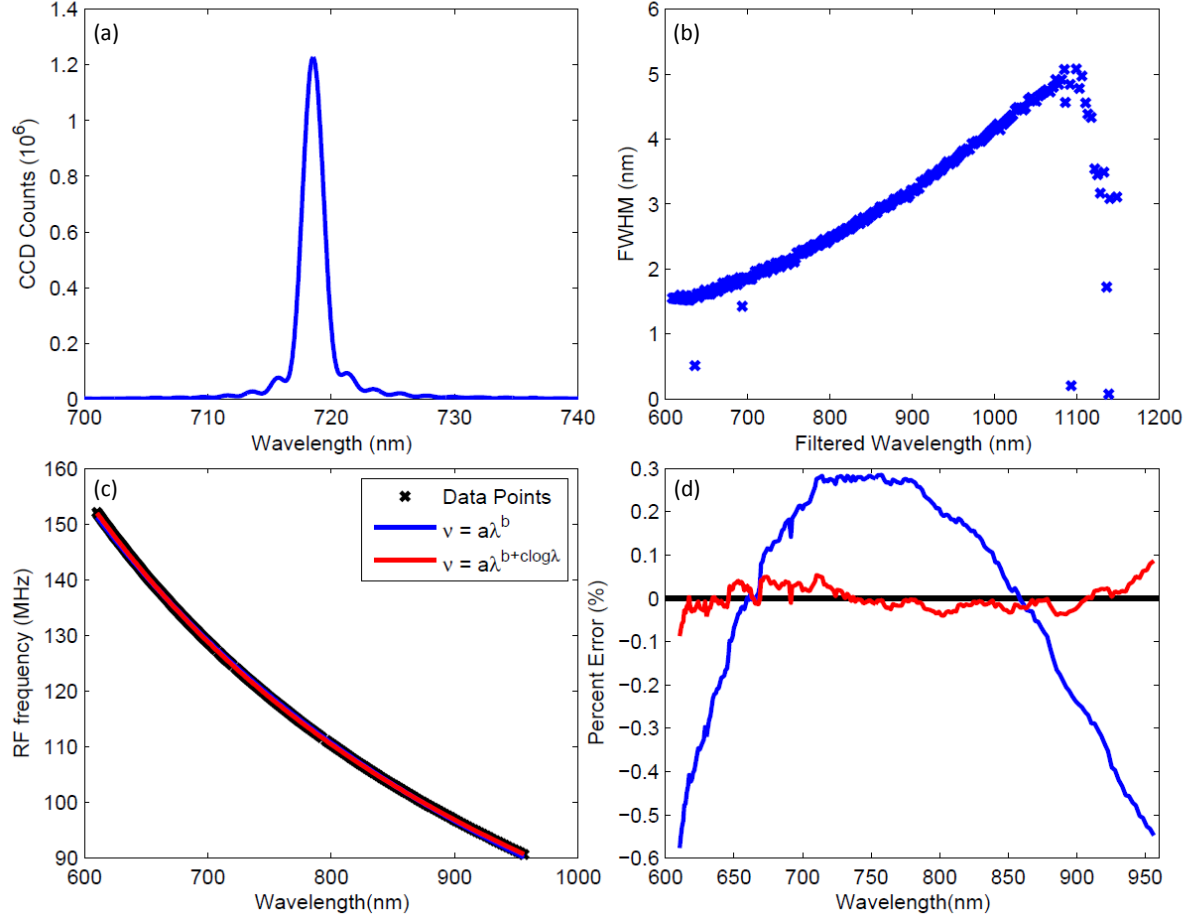 (a)
1.4
1.2
1
0.8
0.6
0.4
0.2
0
CCD Counts (10⁶)
700 710 720 730 740
Wavelength (nm)
(b)
6
5
4
3
2
1
0
FWHM (nm)
600 700 800 900 1000 1100 1200
Filtered Wavelength (nm)
(c)
160
150
140
130
120
110
100
90
RF frequency (MHz)
Data Points
ν = aλᵇ
ν = aλᵇ⁺ᶜˡᵒᵍλ
600 700 800 900 1000
Wavelength(nm)
(d)
0.3
0.2
0.1
0
−0.1
−0.2
−0.3
−0.4
−0.5
−0.6
Percent Error (%)
600 650 700 750 800 850 900 950
Wavelength(nm)